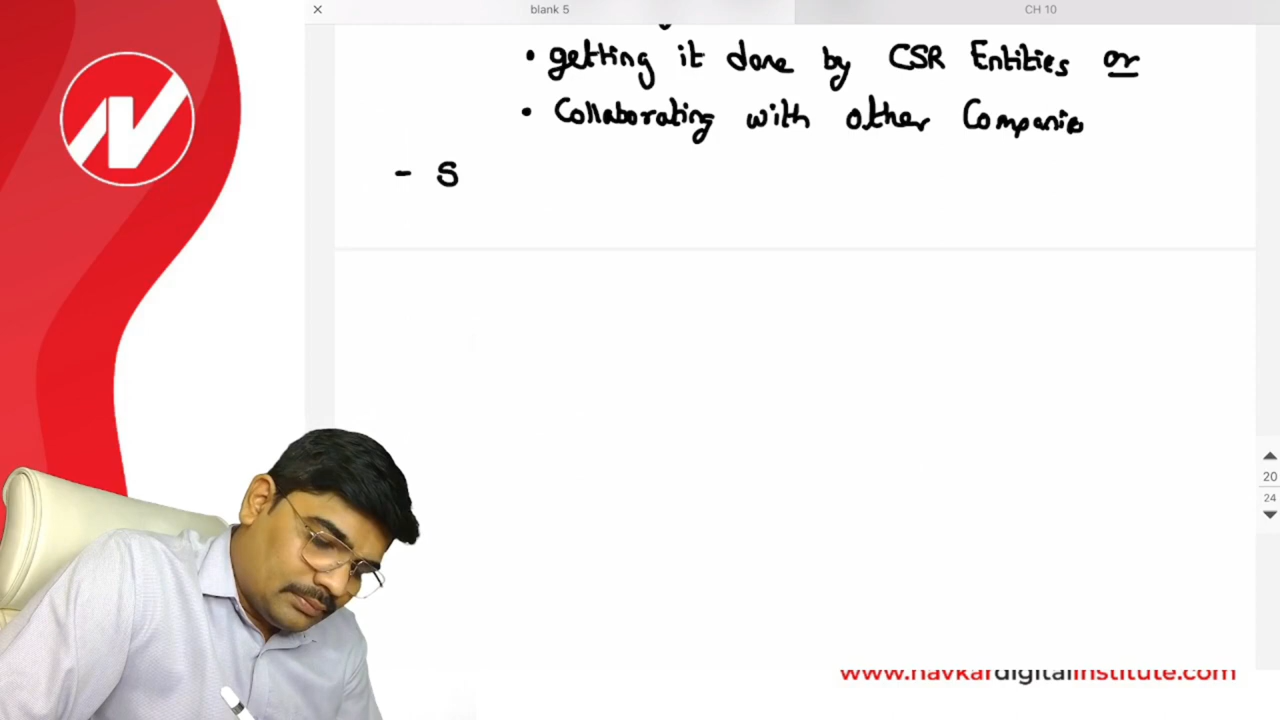 blank 5
CH 10
• getting it done by CSR Entities or
• Collaborating with other Companies
- S
20
24
www.navkardigitalinstitute.com